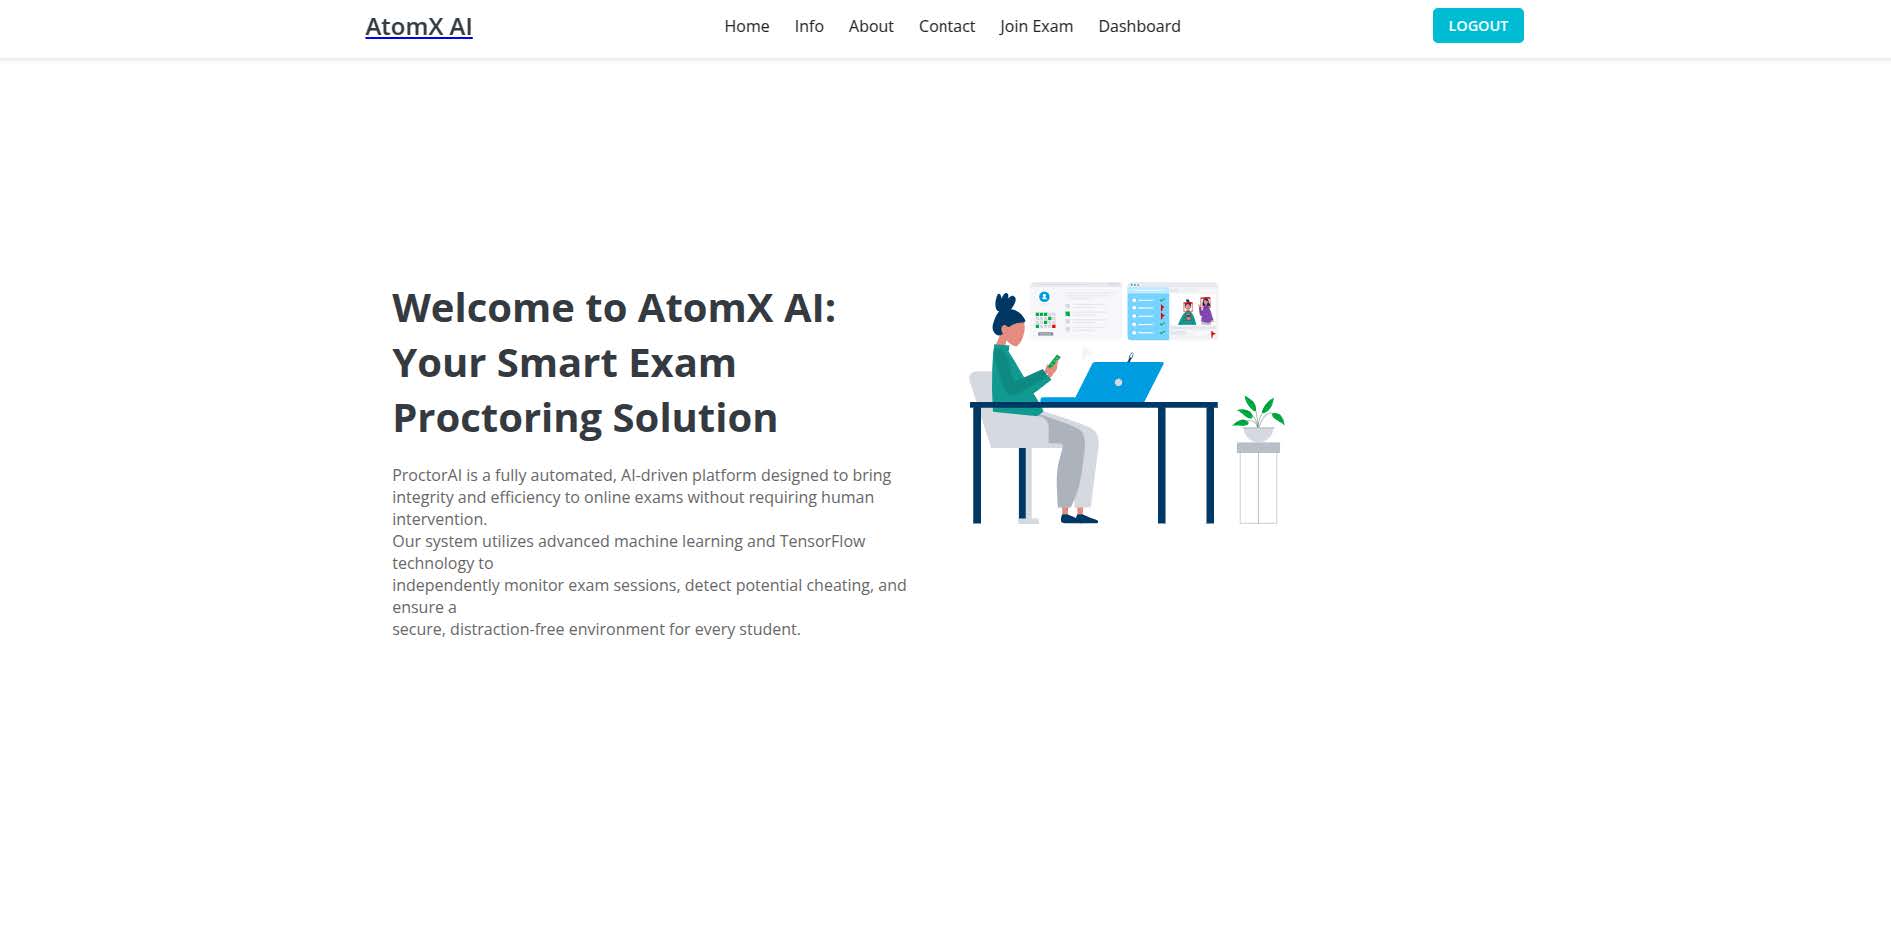 AtomX AI
Home Info About Contact Join Exam Dashboard
LOGOUT
Welcome to AtomX AI:
Your Smart Exam
Proctoring Solution
ProctorAI is a fully automated, AI-driven platform designed to bring
integrity and efficiency to online exams without requiring human
intervention.
Our system utilizes advanced machine learning and TensorFlow
technology to
independently monitor exam sessions, detect potential cheating, and
ensure a
secure, distraction-free environment for every student.